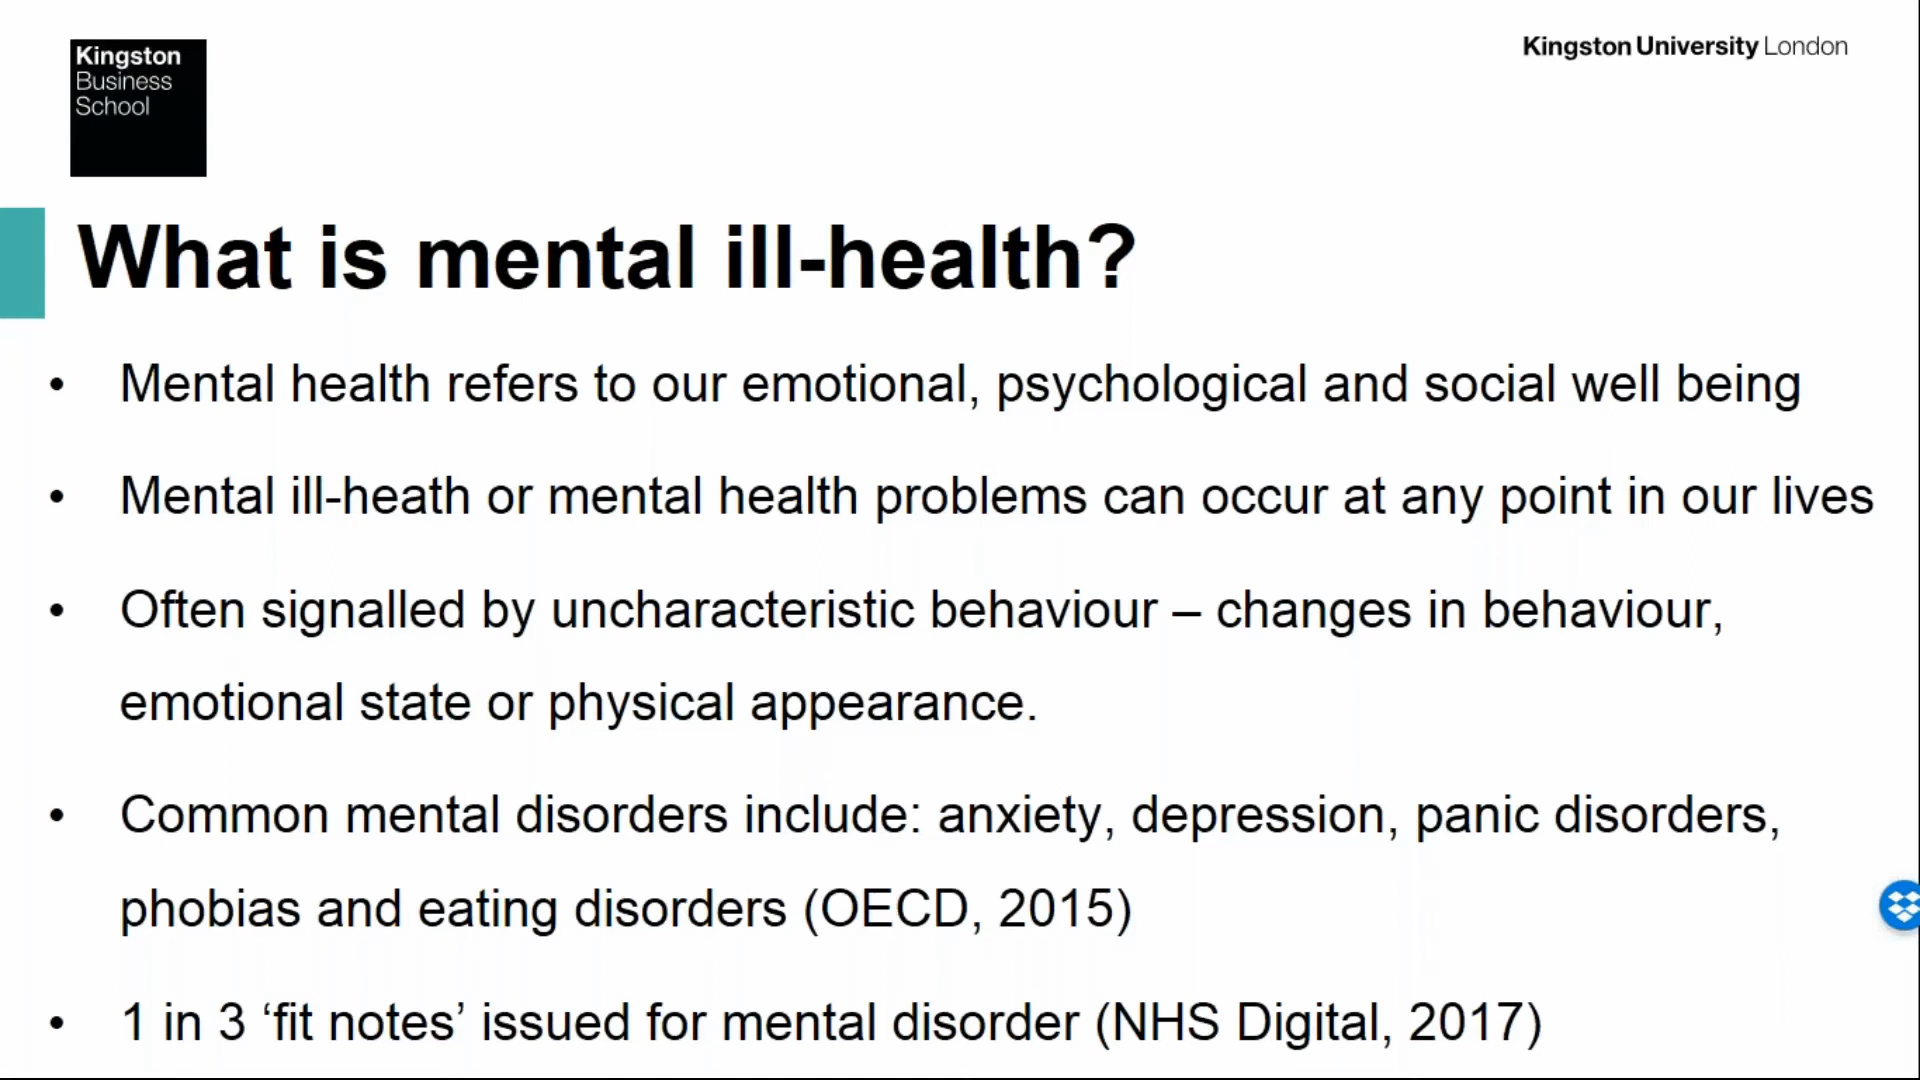 Kingston
Business
School
Kingston University London
What is mental ill-health?
• Mental health refers to our emotional, psychological and social well being
• Mental ill-heath or mental health problems can occur at any point in our lives
• Often signalled by uncharacteristic behaviour – changes in behaviour,
emotional state or physical appearance.
• Common mental disorders include: anxiety, depression, panic disorders,
phobias and eating disorders (OECD, 2015)
• 1 in 3 ‘fit notes’ issued for mental disorder (NHS Digital, 2017)